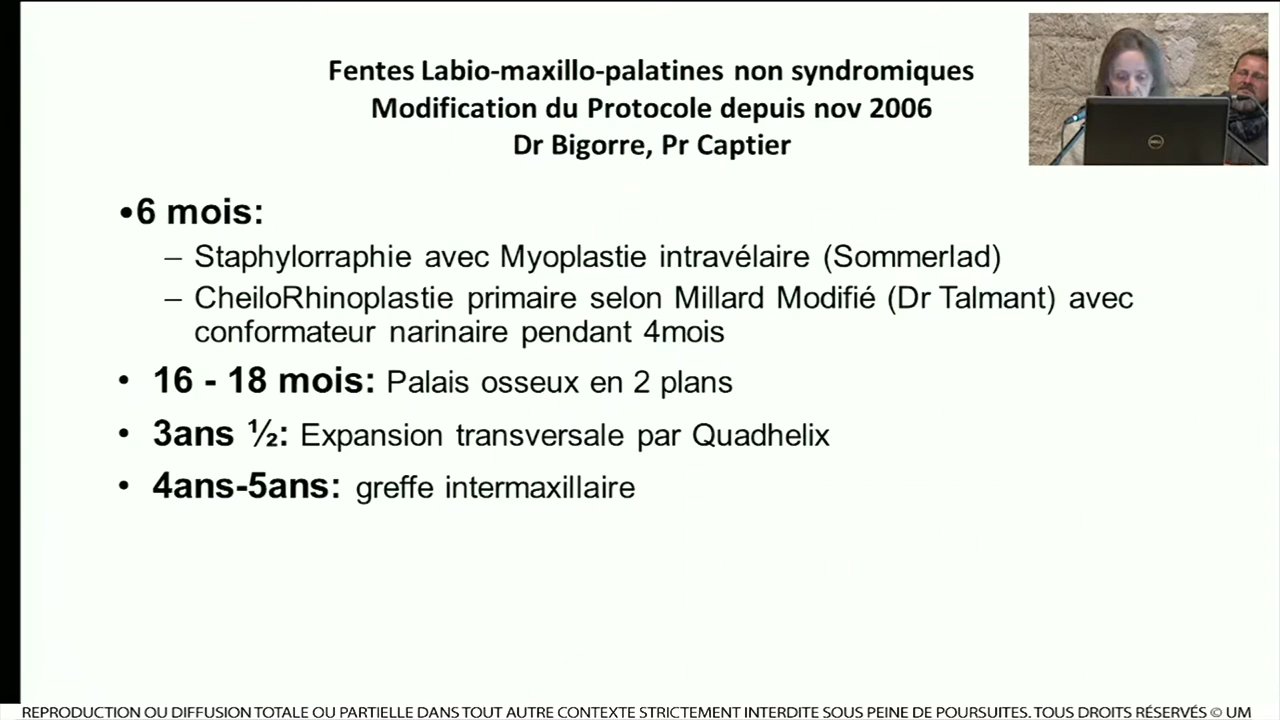 Fentes Labio-maxillo-palatines non syndromiques
Modification du Protocole depuis nov 2006
Dr Bigorre, Pr Captier
•6 mois:
– Staphylorraphie avec Myoplastie intravélaire (Sommerlad)
– CheiloRhinoplastie primaire selon Millard Modifié (Dr Talmant) avec
conformateur narinaire pendant 4mois
• 16 - 18 mois: Palais osseux en 2 plans
• 3ans ½: Expansion transversale par Quadhelix
• 4ans-5ans: greffe intermaxillaire
DELL
REPRODUCTION OU DIFFUSION TOTALE OU PARTIELLE DANS TOUT AUTRE CONTEXTE STRICTEMENT INTERDITE SOUS PEINE DE POURSUITES. TOUS DROITS RÉSERVÉS © UM